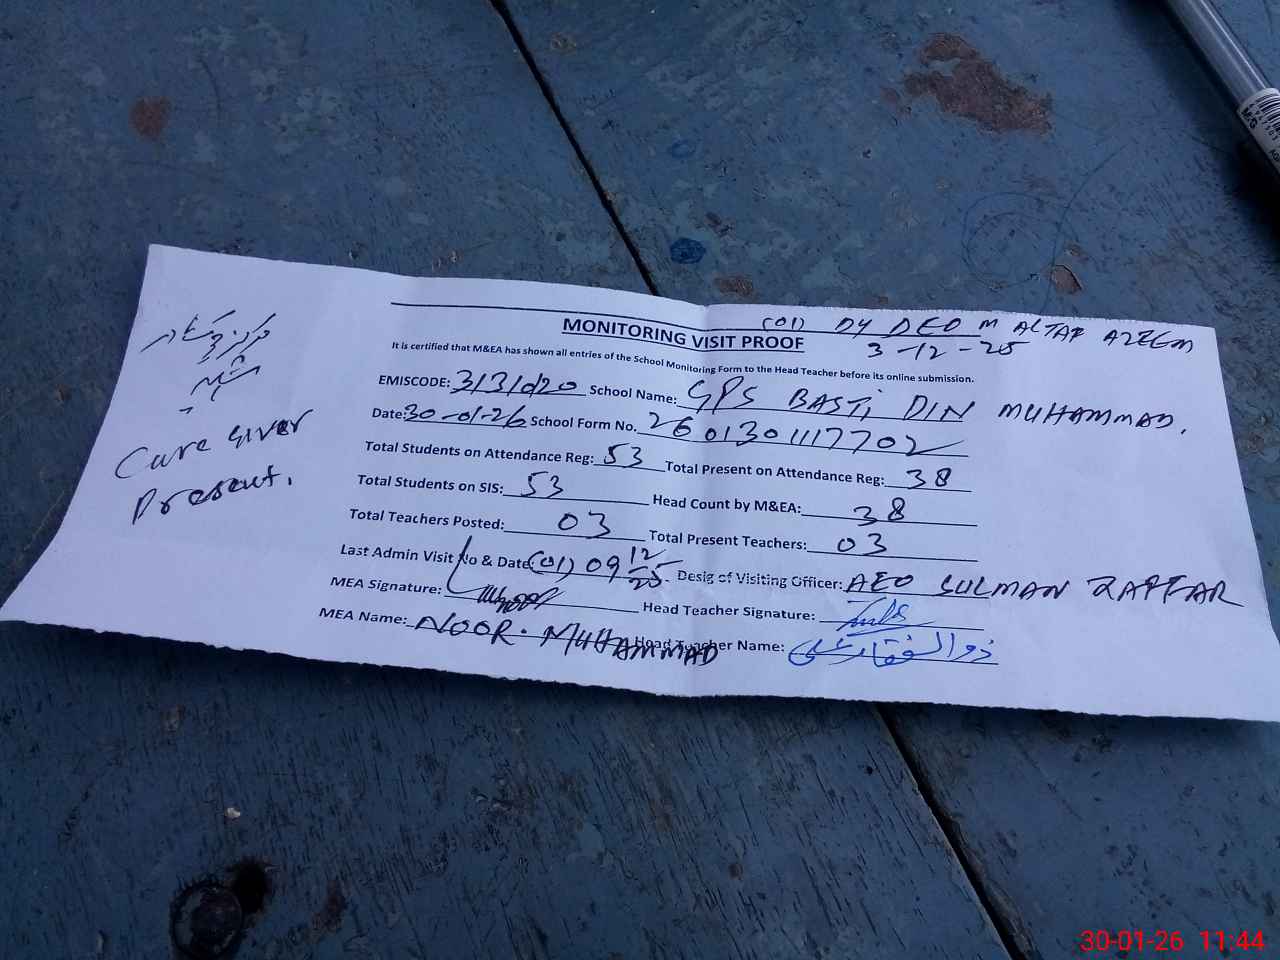 (01) DY DEO M ALTAF AZEEM
3-12-25
MONITORING VISIT PROOF
It is certified that M&EA has shown all entries of the School Monitoring Form to the Head Teacher before its online submission.
EMISCODE: School Name: GPS BASTI DIN MUHAMMAD.
Date: 30-01-26 School Form No. 2601301117702
Total Students on Attendance Reg: 53 Total Present on Attendance Reg: 38
Total Students on SIS: 53 Head Count by M&EA: 38
Total Teachers Posted: 03 Total Present Teachers: 03
Last Admin Visit No & Date: (01) 09 12 25 Desig of Visiting Officer: AEO SULMAN ZAFFAR
MEA Signature: Head Teacher Signature:
MEA Name: NOOR MUHAMMAD Head Teacher Name: ذوالفقار علی
Care Giver
Present.
M&G
30-01-26 11:44